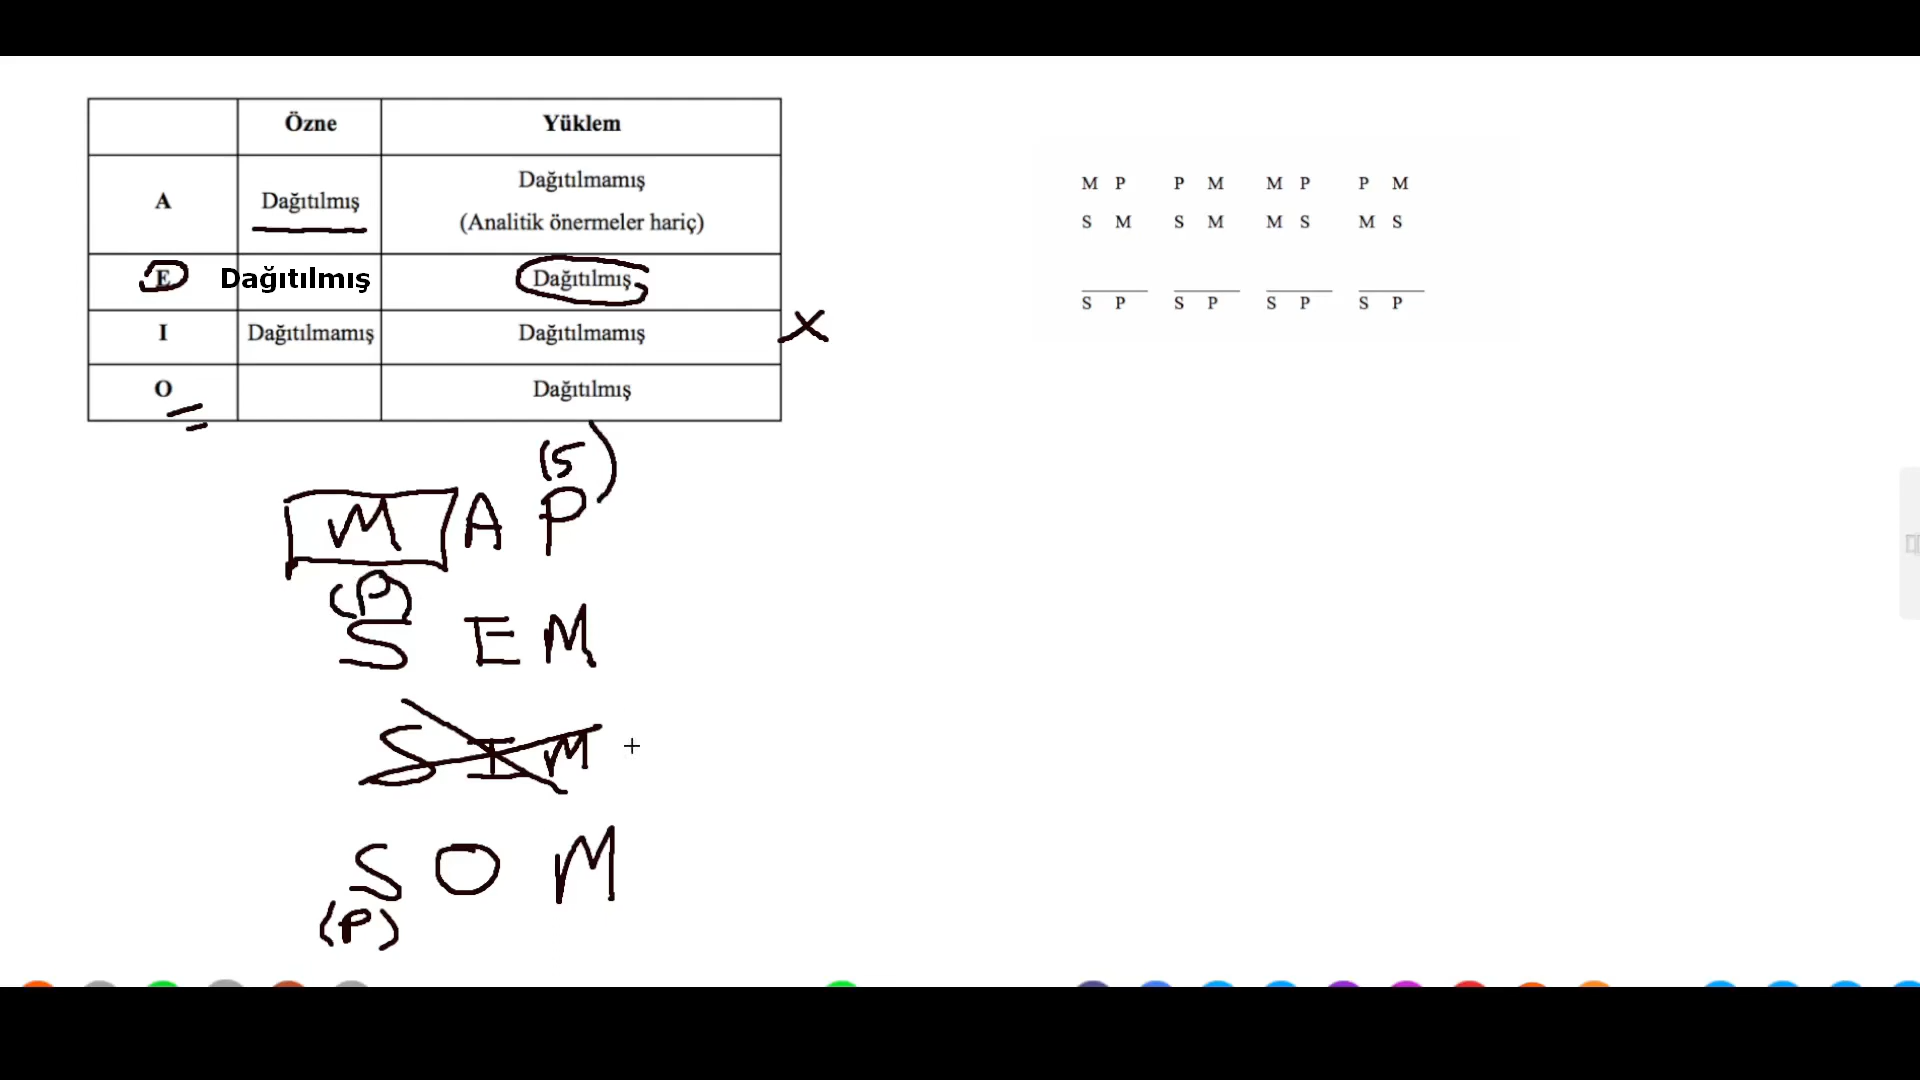 Özne Yüklem
A Dağıtılmış Dağıtılmamış
(Analitik önermeler hariç)
E Dağıtılmış Dağıtılmış
I Dağıtılmamış Dağıtılmamış
O Dağıtılmış
M P P M M P P M
S M S M M S M S
S P S P S P S P
M A P
(P)
S E M
S I M
S O M
(P)